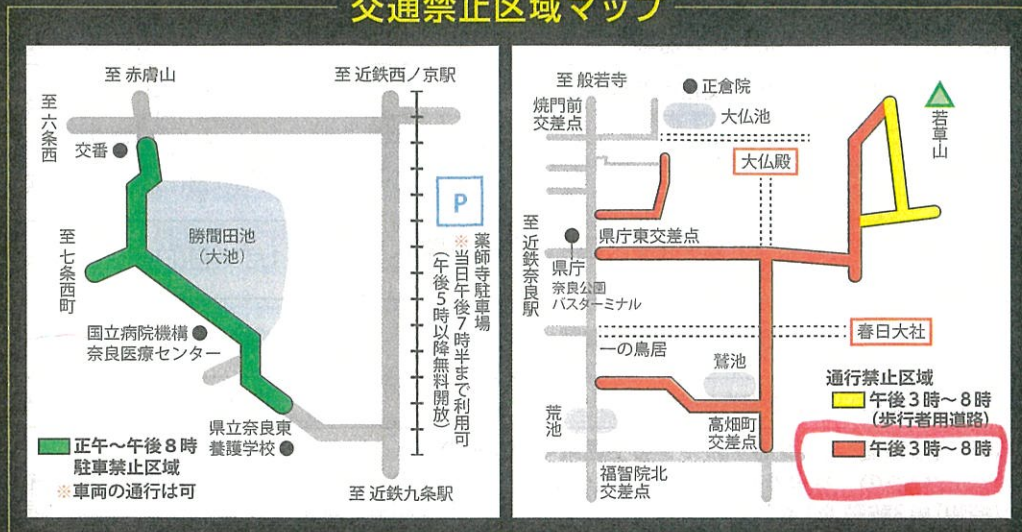 交通禁止区域マップ
至 赤膚山
至 近鉄西ノ京駅
至 六条西
交番
勝間田池
(大池)
至 七条西町
国立病院機構
奈良医療センター
県立奈良東
養護学校
至 近鉄九条駅
P
薬師寺駐車場
※当日午後7時半まで利用可
(午後5時以降無料開放)
正午〜午後8時
駐車禁止区域
※車両の通行は可
至 般若寺
焼門前
交差点
正倉院
大仏池
大仏殿
若草山
県庁東交差点
至 近鉄奈良駅
県庁
奈良公園
バスターミナル
春日大社
一の鳥居
鷲池
荒池
高畑町
交差点
福智院北
交差点
通行禁止区域
午後3時〜8時
(歩行者用道路)
午後3時〜8時